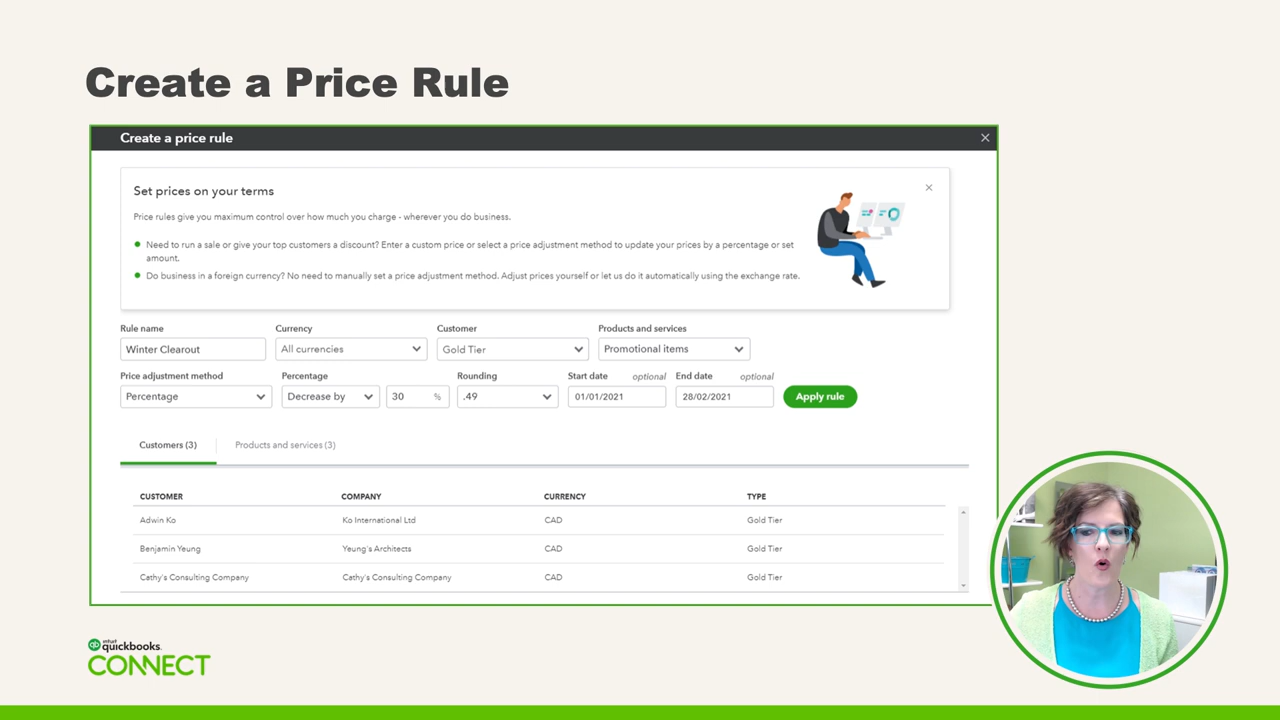 Create a Price Rule
Create a price rule
Set prices on your terms
Price rules give you maximum control over how much you charge - wherever you do business.
Need to run a sale or give your top customers a discount? Enter a custom price or select a price adjustment method to update your prices by a percentage or set
amount.
Do business in a foreign currency? No need to manually set a price adjustment method. Adjust prices yourself or let us do it automatically using the exchange rate.
Rule name Currency Customer Products and services
Winter Clearout All currencies Gold Tier Promotional items
Price adjustment method Percentage Rounding Start date optional End date optional
Percentage Decrease by 30 % .49 01/01/2021 28/02/2021 Apply rule
Customers (3) Products and services (3)
CUSTOMER COMPANY CURRENCY TYPE
Adwin Ko Ko International Ltd CAD Gold Tier
Benjamin Yeung Yeung's Architects CAD Gold Tier
Cathy's Consulting Company Cathy's Consulting Company CAD Gold Tier
qb intuit
quickbooks.
CONNECT